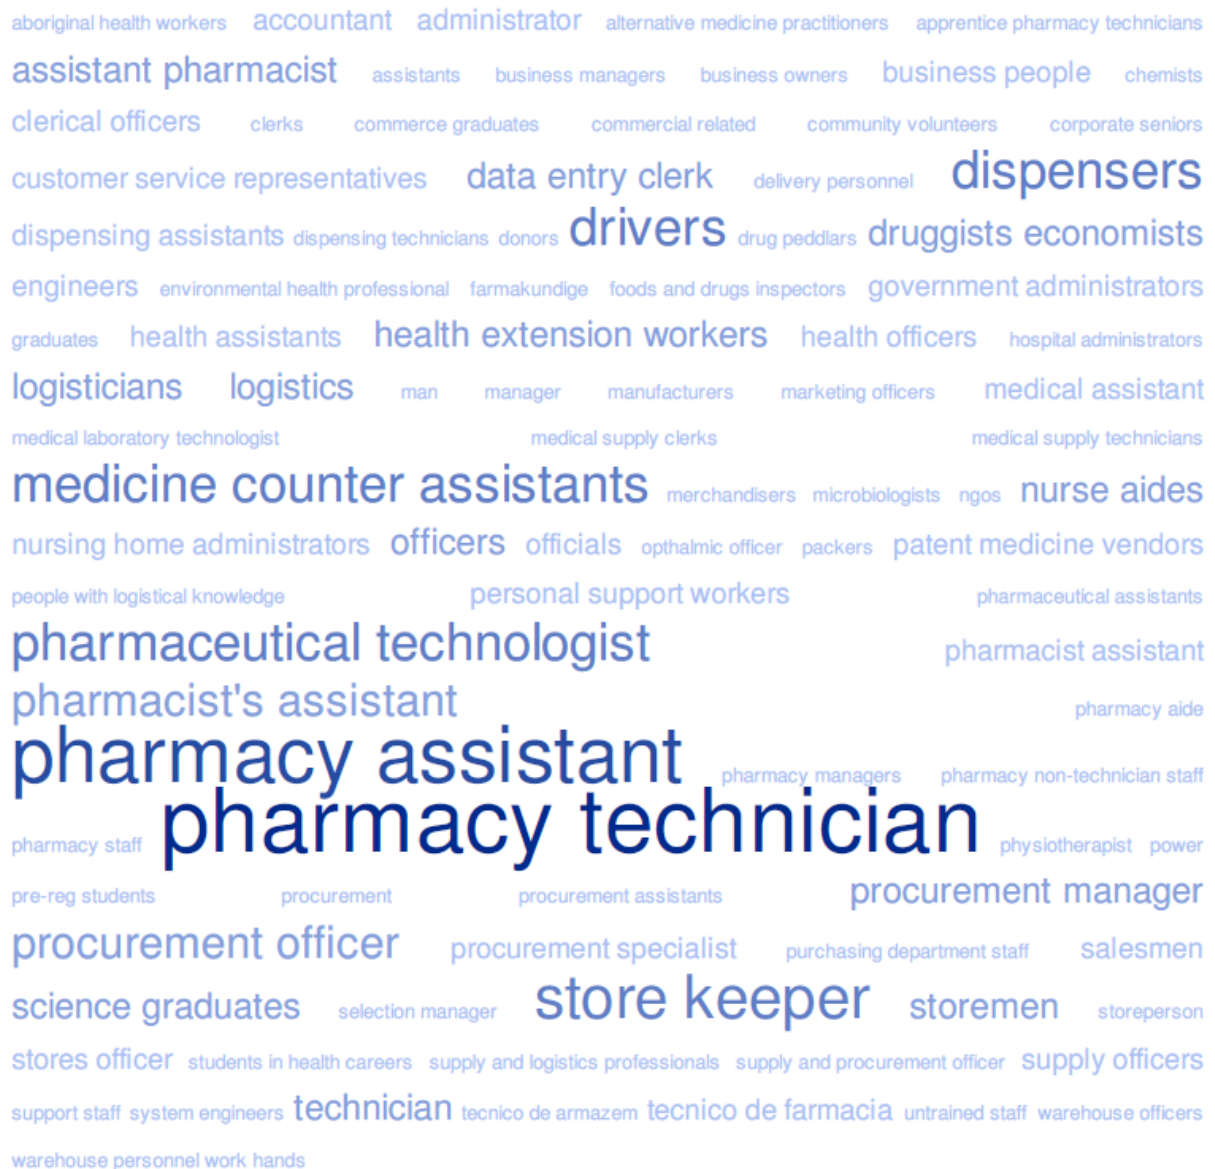 aboriginal health workers accountant administrator alternative medicine practitioners apprentice pharmacy technicians
assistant pharmacist assistants business managers business owners business people chemists
clerical officers clerks commerce graduates commercial related community volunteers corporate seniors
customer service representatives data entry clerk delivery personnel dispensers
dispensing assistants dispensing technicians donors drivers drug peddlars druggists economists
engineers environmental health professional farmakundige foods and drugs inspectors government administrators
graduates health assistants health extension workers health officers hospital administrators
logisticians logistics man manager manufacturers marketing officers medical assistant
medical laboratory technologist medical supply clerks medical supply technicians
medicine counter assistants merchandisers microbiologists ngos nurse aides
nursing home administrators officers officials opthalmic officer packers patent medicine vendors
people with logistical knowledge personal support workers pharmaceutical assistants
pharmaceutical technologist pharmacist assistant
pharmacist's assistant pharmacy aide
pharmacy assistant pharmacy managers pharmacy non-technician staff
pharmacy staff pharmacy technician physiotherapist power
pre-reg students procurement procurement assistants procurement manager
procurement officer procurement specialist purchasing department staff salesmen
science graduates selection manager store keeper storemen storeperson
stores officer students in health careers supply and logistics professionals supply and procurement officer supply officers
support staff system engineers technician tecnico de armazem tecnico de farmacia untrained staff warehouse officers
warehouse personnel work hands